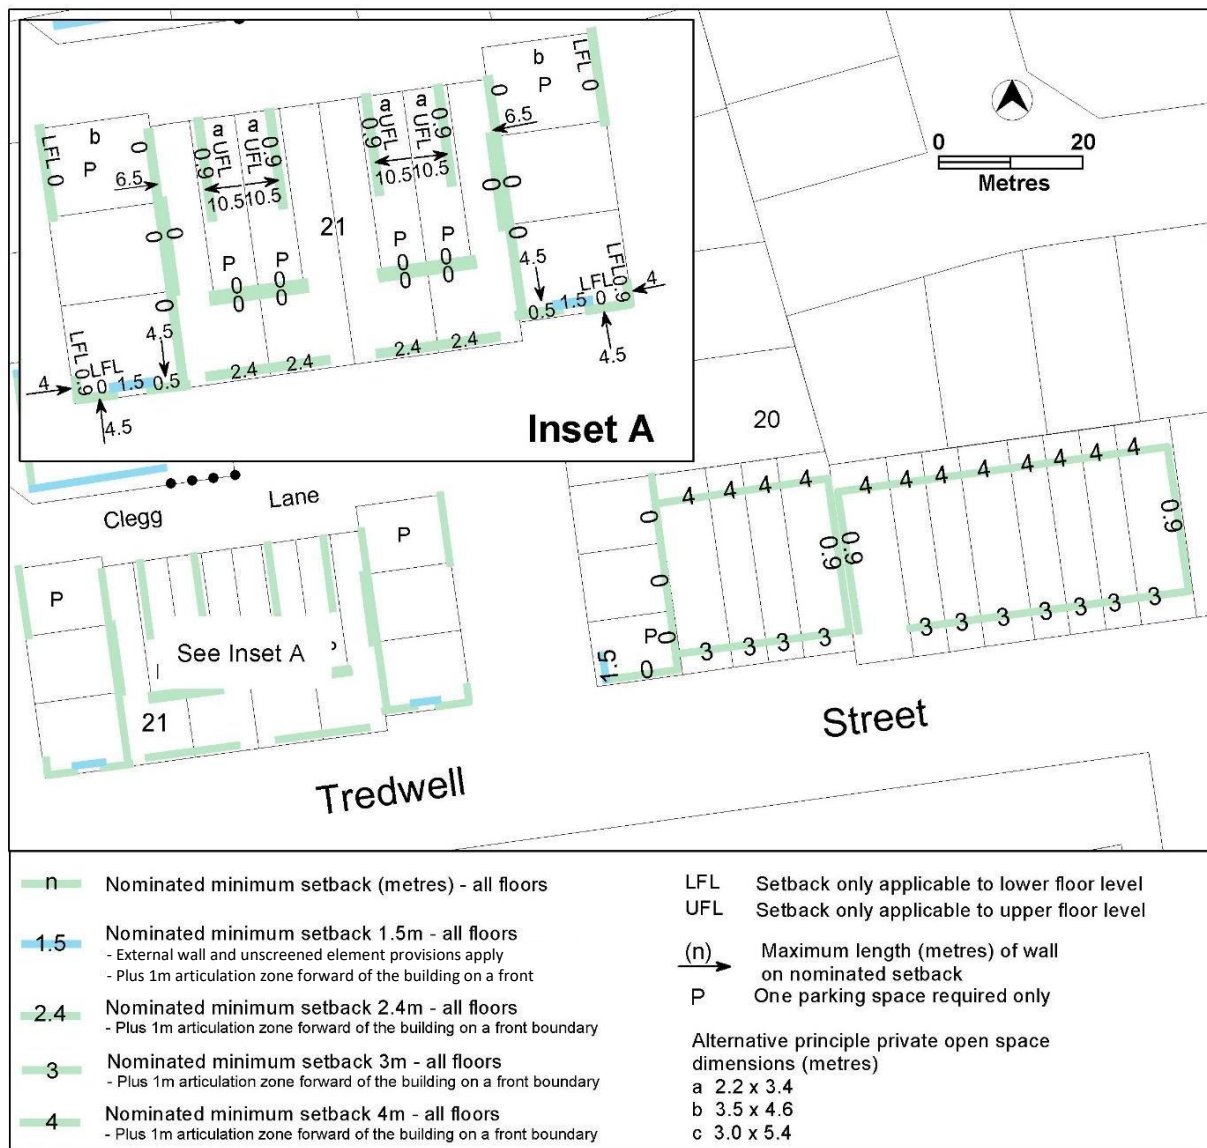 b
P
LFL 0
0
6.5
a
UFL
0.9
a
UFL
0.9
10.5
10.5
a
UFL
0.9
a
UFL
0.9
10.5
10.5
0
6.5
b
P
LFL 0
0
20
Metres
0
0
21
0
0
P
P
0
0
0
0
P
P
0
0
0
0
0
4.5
LFL 0.9
LFL
0
1.5
0.5
4
4.5
2.4
2.4
2.4
2.4
0
4.5
0.5
1.5
LFL
0
LFL 0.9
4
4.5
Inset A
20
Clegg
Lane
P
P
See Inset A
21
4
4
4
4
4
4
4
4
4
4
4
4
0
0
0
0.9
0.9
0.9
P
1.5
0
3
3
3
3
3
3
3
3
3
3
3
Tredwell
Street
n Nominated minimum setback (metres) - all floors
1.5 Nominated minimum setback 1.5m - all floors
- External wall and unscreened element provisions apply
- Plus 1m articulation zone forward of the building on a front
2.4 Nominated minimum setback 2.4m - all floors
- Plus 1m articulation zone forward of the building on a front boundary
3 Nominated minimum setback 3m - all floors
- Plus 1m articulation zone forward of the building on a front boundary
4 Nominated minimum setback 4m - all floors
- Plus 1m articulation zone forward of the building on a front boundary
LFL Setback only applicable to lower floor level
UFL Setback only applicable to upper floor level
(n) Maximum length (metres) of wall
on nominated setback
P One parking space required only
Alternative principle private open space
dimensions (metres)
a 2.2 x 3.4
b 3.5 x 4.6
c 3.0 x 5.4